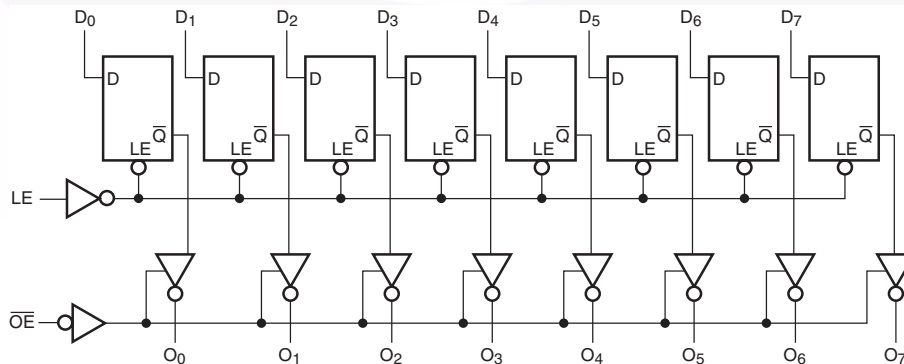 D0 D1 D2 D3 D4 D5 D6 D7
D D D D D D D D
Q̅ Q̅ Q̅ Q̅ Q̅ Q̅ Q̅ Q̅
LE LE LE LE LE LE LE LE
LE
O̅E̅
O0 O1 O2 O3 O4 O5 O6 O7